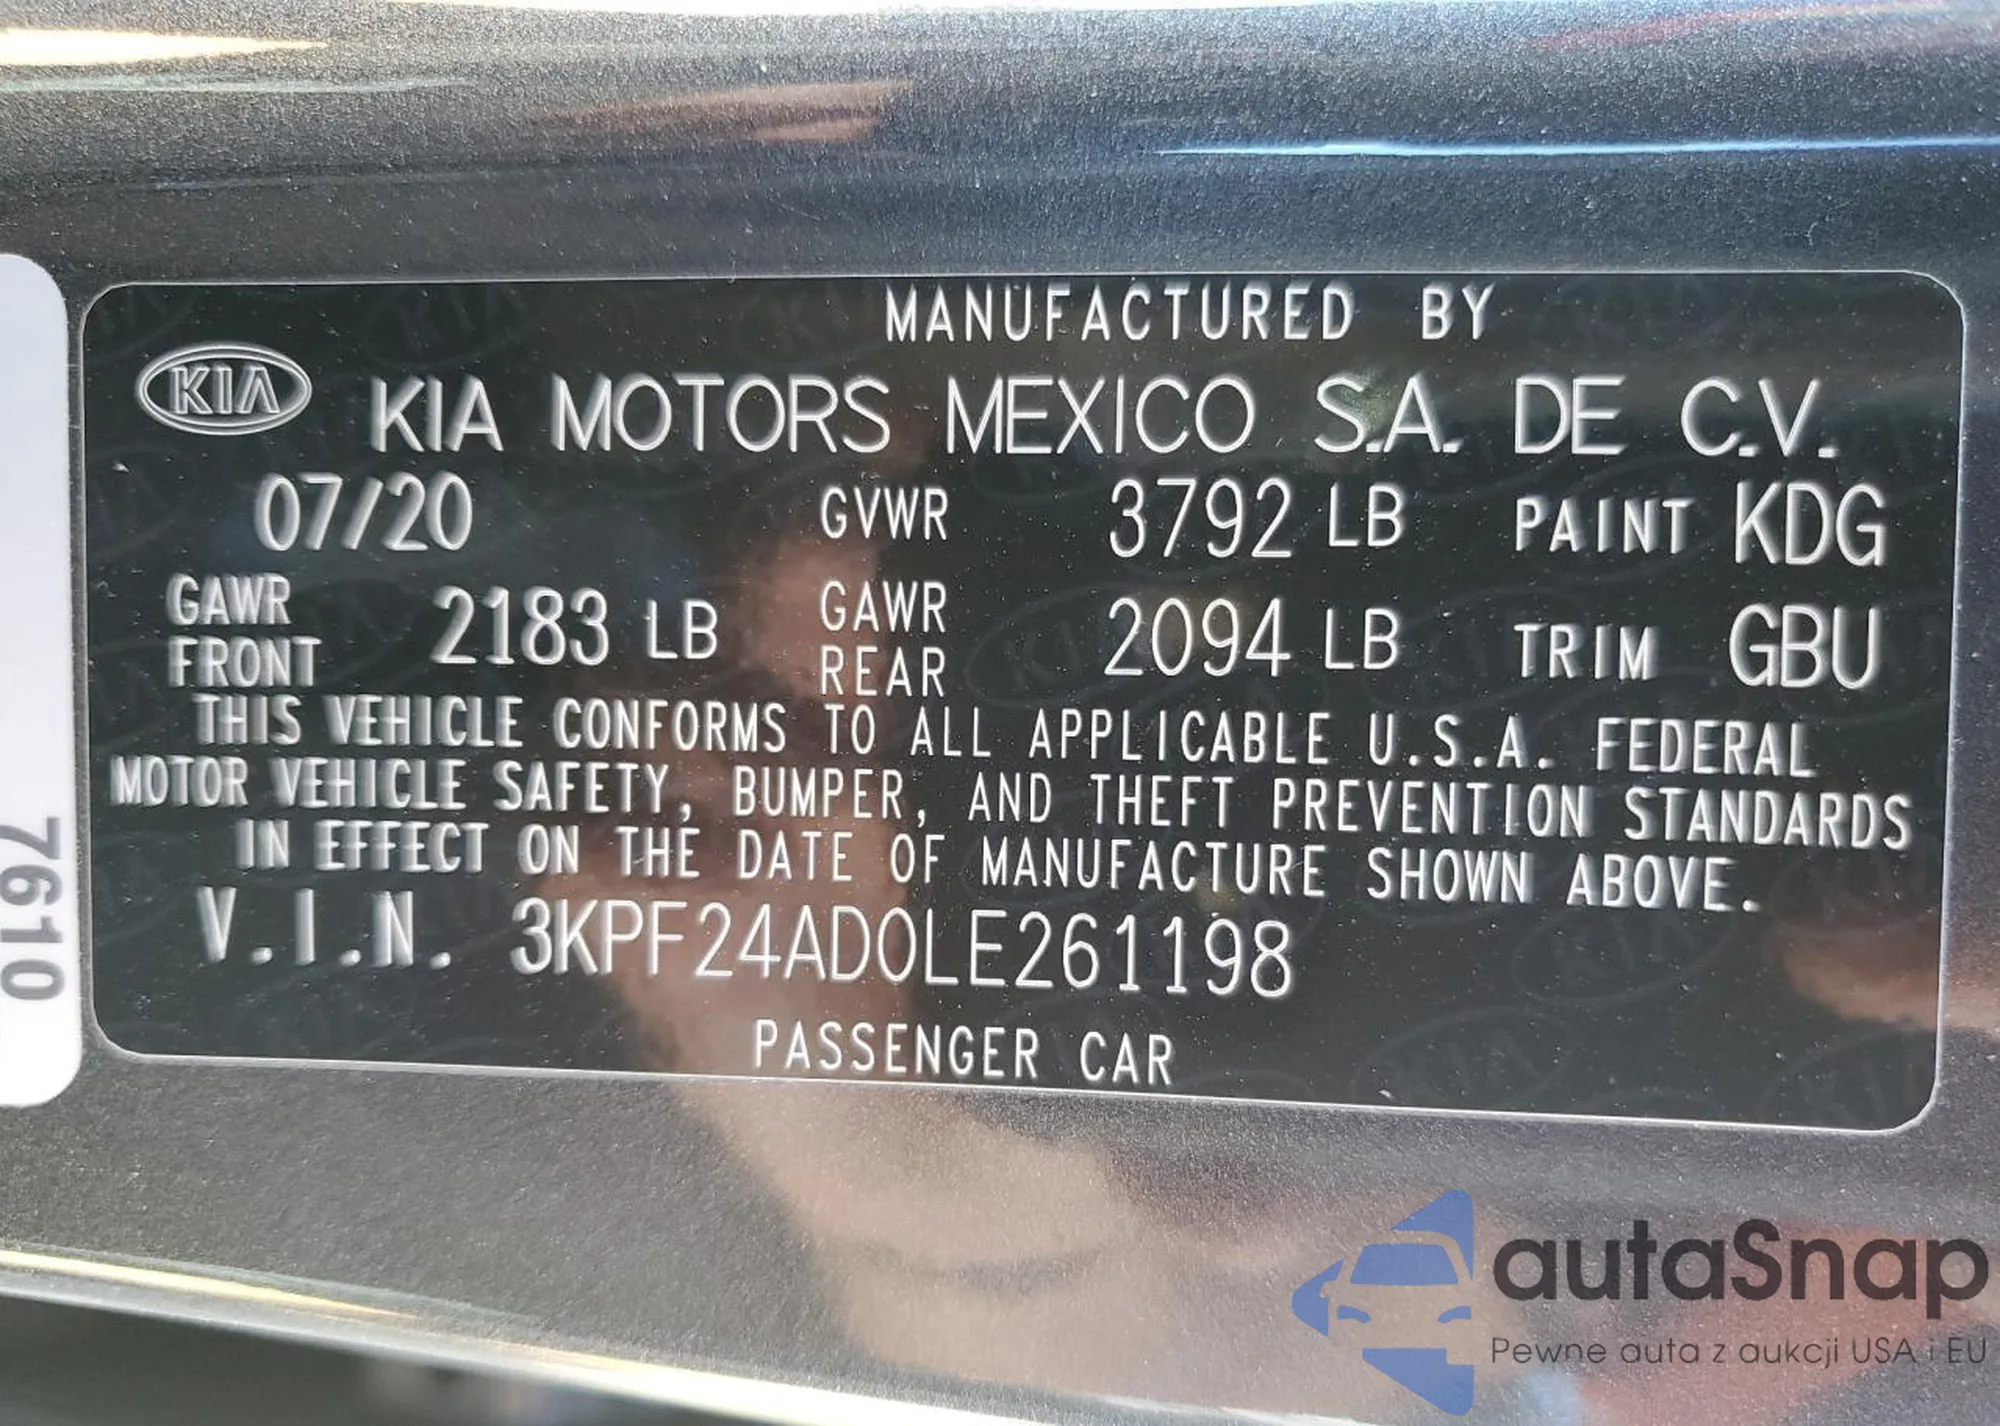 MANUFACTURED BY
KIA KIA MOTORS MEXICO S.A. DE C.V.
07/20 GVWR 3792 LB PAINT KDG
GAWR FRONT 2183 LB GAWR REAR 2094 LB TRIM GBU
THIS VEHICLE CONFORMS TO ALL APPLICABLE U.S.A. FEDERAL
MOTOR VEHICLE SAFETY, BUMPER, AND THEFT PREVENTION STANDARDS
IN EFFECT ON THE DATE OF MANUFACTURE SHOWN ABOVE.
V.I.N. 3KPF24AD0LE261198
PASSENGER CAR
7610
autaSnap
Pewne auta z aukcji USA i EU